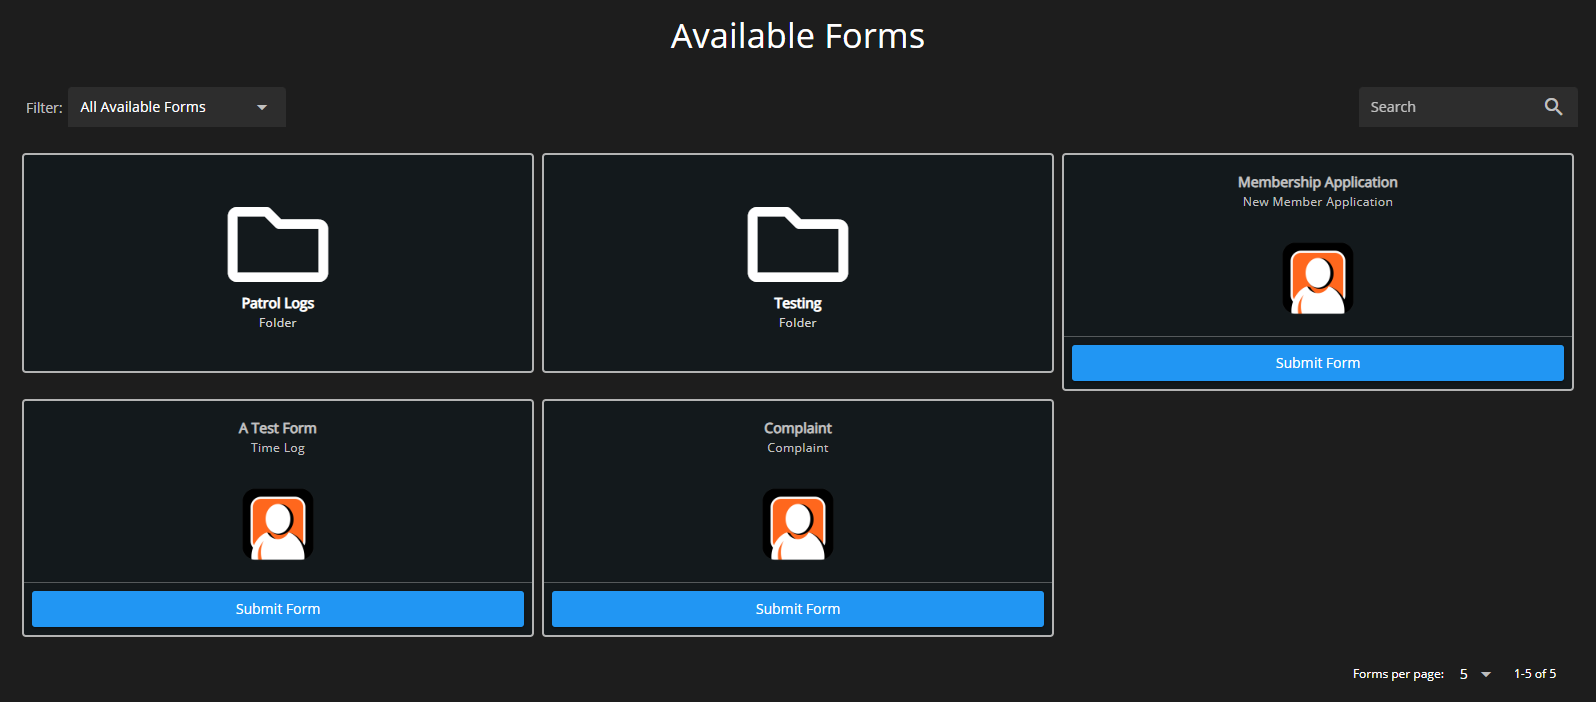 Available Forms
Filter: All Available Forms
Search
Patrol Logs
Folder
Testing
Folder
Membership Application
New Member Application
Submit Form
A Test Form
Time Log
Submit Form
Complaint
Complaint
Submit Form
Forms per page: 5 1-5 of 5